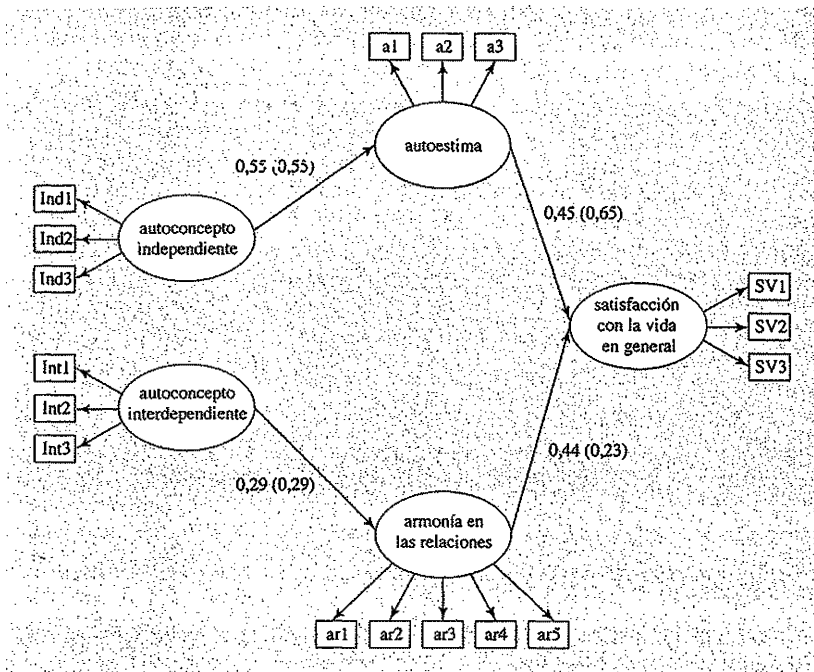 a1
a2
a3
autoestima
0,55 (0,55)
0,45 (0,65)
Ind1
Ind2
Ind3
autoconcepto
independiente
satisfacción
con la vida
en general
SV1
SV2
SV3
Int1
Int2
Int3
autoconcepto
interdependiente
0,44 (0,23)
0,29 (0,29)
armonía en
las relaciones
ar1
ar2
ar3
ar4
ar5